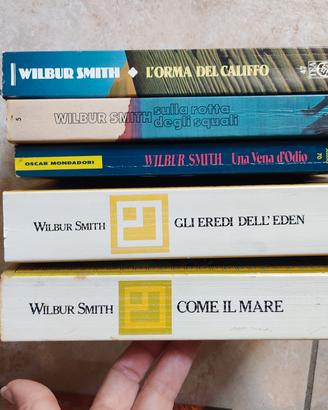 WILBUR SMITH ◆ L'ORMA DEL CALIFFO
5 WILBUR SMITH sulla rotta
degli squali
OSCAR MONDADORI WILBUR SMITH Una Vena d'Odio
WILBUR SMITH GLI EREDI DELL'EDEN
WILBUR SMITH COME IL MARE